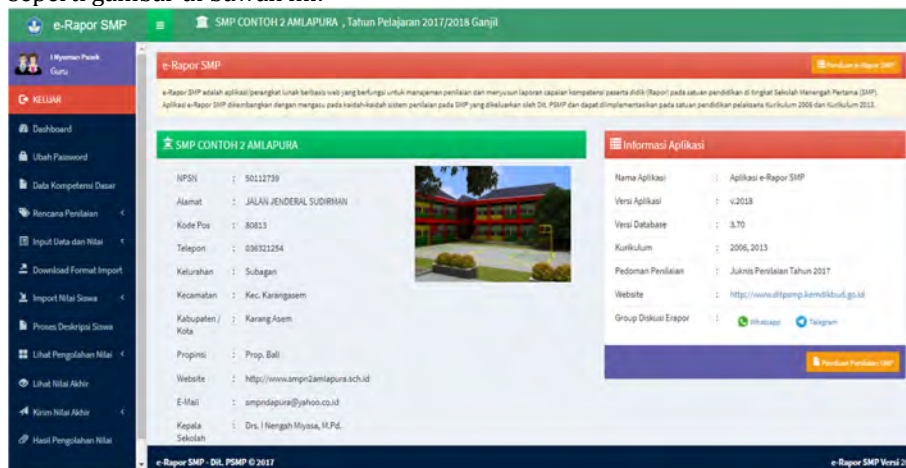 e-Rapor SMP
SMP CONTOH 2 AMLAPURA , Tahun Pelajaran 2017/2018 Ganjil
I Nyoman Pasek
Guru
KELUAR
Dashboard
Ubah Password
Data Kompetensi Dasar
Rencana Penilaian
Input Data dan Nilai
Download Format Import
Import Nilai Siswa
Proses Deskripsi Siswa
Lihat Pengolahan Nilai
Lihat Nilai Akhir
Kirim Nilai Akhir
Hasil Pengolahan Nilai
e-Rapor SMP
Panduan e-Rapor SMP
e-Rapor SMP adalah aplikasi perangkat lunak berbasis web yang berfungsi untuk manajemen penilaian dan menyusun laporan capaian kompetensi peserta didik (Rapor) pada satuan pendidikan di tingkat Sekolah Menengah Pertama (SMP).
Aplikasi e-Rapor SMP dikembangkan dengan mengacu pada kaidah-kaidah sistem penilaian pada SMP yang dikeluarkan oleh Dit. PSMP dan dapat diimplementasikan pada satuan pendidikan pelaksana Kurikulum 2006 dan Kurikulum 2013.
SMP CONTOH 2 AMLAPURA
NPSN : 50112739
Alamat : JALAN JENDERAL SUDIRMAN
Kode Pos : 80813
Telepon : 036321254
Kelurahan : Subagan
Kecamatan : Kec. Karangasem
Kabupaten / Kota : Karang Asem
Propinsi : Prop. Bali
Website : http://www.smpn2amlapura.sch.id
E-Mail : smpndapura@yahoo.co.id
Kepala Sekolah : Drs. I Nengah Miyasa, M.Pd.
Informasi Aplikasi
Nama Aplikasi : Aplikasi e-Rapor SMP
Versi Aplikasi : v.2018
Versi Database : 3.70
Kurikulum : 2006, 2013
Pedoman Penilaian : Juknis Penilaian Tahun 2017
Website : http://www.ditpsmp.kemdikbud.go.id
Group Diskusi Erapor : Whatsapp Telegram
Panduan Penilaian SMP
e-Rapor SMP - Dit. PSMP © 2017
e-Rapor SMP Versi